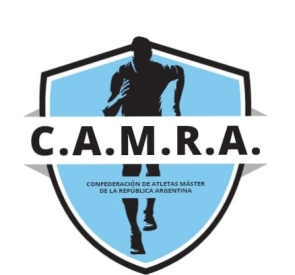 C.A.M.R.A.
CONFEDERACIÓN DE ATLETAS MÁSTER
DE LA REPÚBLICA ARGENTINA